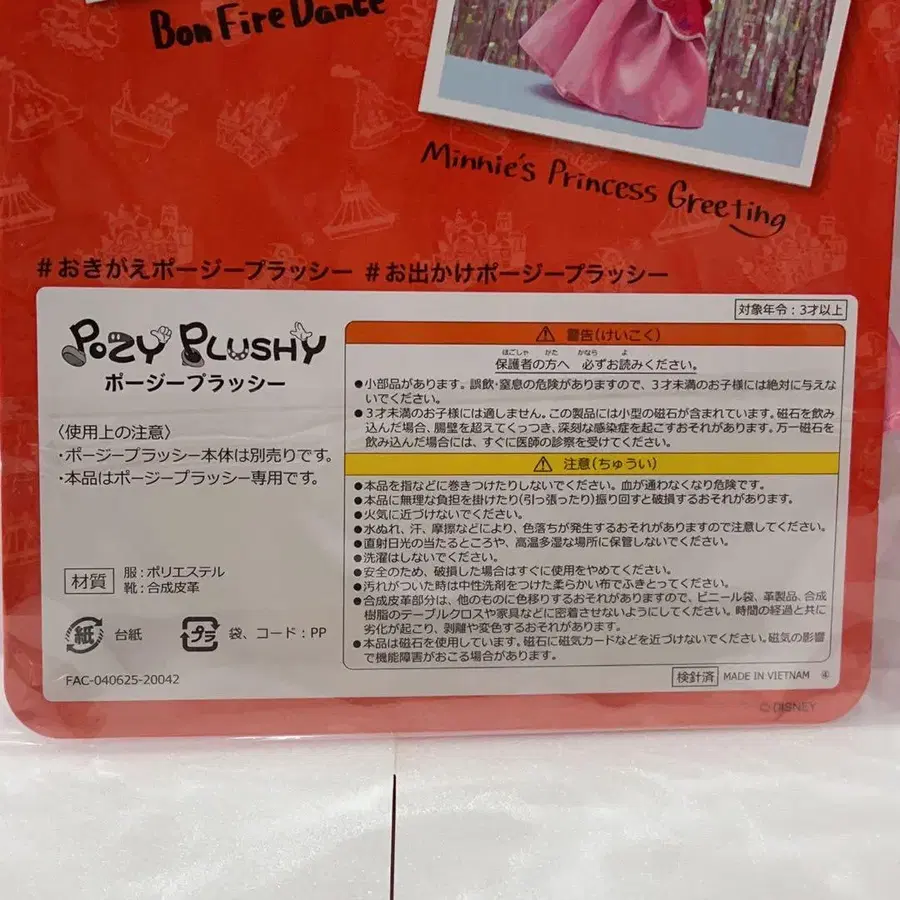 Bon Fire Dance
Minnie's Princess Greeting
#おきがえポージープラッシー #お出かけポージープラッシー
対象年令：3才以上
POZY PLUSHY
ポージープラッシー
〈使用上の注意〉
・ポージープラッシー本体は別売りです。
・本品はポージープラッシー専用です。
材質 服：ポリエステル
靴：合成皮革
紙 台紙
プラ 袋、コード：PP
FAC-040625-20042
⚠ 警告(けいこく)
ほごしゃ がた かなら よ
保護者の方へ 必ずお読みください。
●小部品があります。誤飲・窒息の危険がありますので、3才未満のお子様には絶対に与えな
いでください。
●3才未満のお子様には適しません。この製品には小型の磁石が含まれています。磁石を飲み
込んだ場合、腸壁を超えてくっつき、深刻な感染症を起こすおそれがあります。万一磁石を
飲み込んだ場合には、すぐに医師の診察を受けてください。
⚠ 注意(ちゅうい)
●本品を指などに巻きつけたりしないでください。血が通わなくなり危険です。
●本品に無理な負担を掛けたり(引っ張ったり)振り回すと破損するおそれがあります。
●火気に近づけないでください。
●水ぬれ、汗、摩擦などにより、色落ちが発生するおそれがありますので注意してください。
●直射日光の当たるところや、高温多湿な場所に保管しないでください。
●洗濯はしないでください。
●安全のため、破損した場合はすぐに使用をやめてください。
●汚れがついた時は中性洗剤をつけた柔らかい布でふきとってください。
●合成皮革部分は、他のものに色移りするおそれがありますので、ビニール袋、革製品、合成
樹脂のテーブルクロスや家具などに密着させないようにしてください。時間の経過と共に
劣化が起こり、剥離や変色するおそれがあります。
●本品は磁石を使用しています。磁石に磁気カードなどを近づけないでください。磁気の影響
で機能障害がおこる場合があります。
検針済 MADE IN VIETNAM ④
© DISNEY